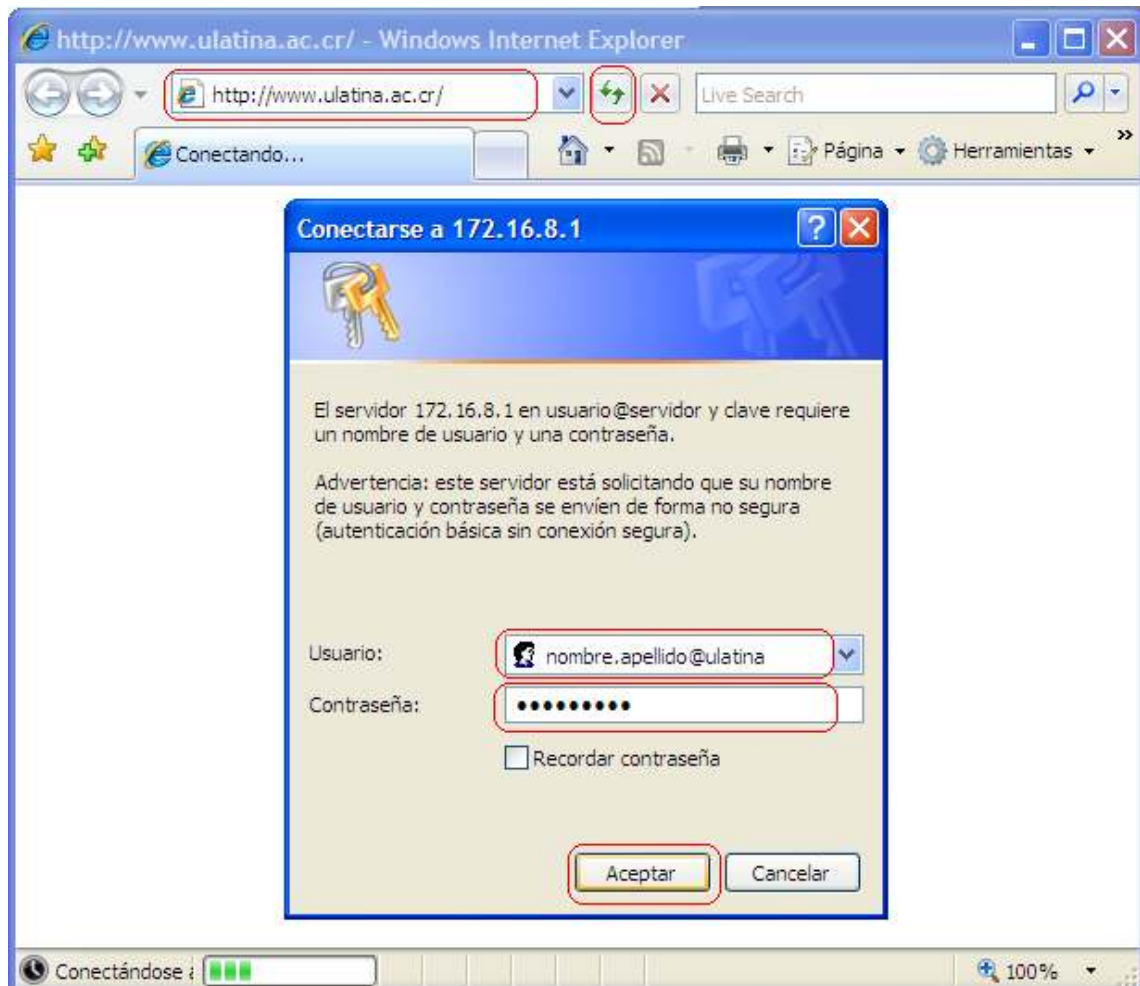 http://www.ulatina.ac.cr/ - Windows Internet Explorer
http://www.ulatina.ac.cr/ Live Search
Conectando... Página Herramientas »
Conectarse a 172.16.8.1
El servidor 172.16.8.1 en usuario@servidor y clave requiere
un nombre de usuario y una contraseña.
Advertencia: este servidor está solicitando que su nombre
de usuario y contraseña se envíen de forma no segura
(autenticación básica sin conexión segura).
Usuario: nombre.apellido@ulatina
Contraseña: •••••••••
Recordar contraseña
Aceptar Cancelar
Conectándose 100%